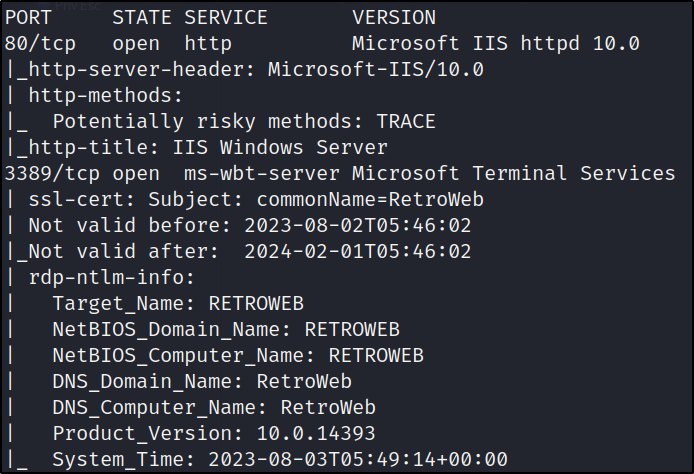 PORT     STATE SERVICE       VERSION
80/tcp   open  http          Microsoft IIS httpd 10.0
|_http-server-header: Microsoft-IIS/10.0
| http-methods:
|_  Potentially risky methods: TRACE
|_http-title: IIS Windows Server
3389/tcp open  ms-wbt-server Microsoft Terminal Services
| ssl-cert: Subject: commonName=RetroWeb
| Not valid before: 2023-08-02T05:46:02
|_Not valid after:  2024-02-01T05:46:02
| rdp-ntlm-info:
|   Target_Name: RETROWEB
|   NetBIOS_Domain_Name: RETROWEB
|   NetBIOS_Computer_Name: RETROWEB
|   DNS_Domain_Name: RetroWeb
|   DNS_Computer_Name: RetroWeb
|   Product_Version: 10.0.14393
|_  System_Time: 2023-08-03T05:49:14+00:00